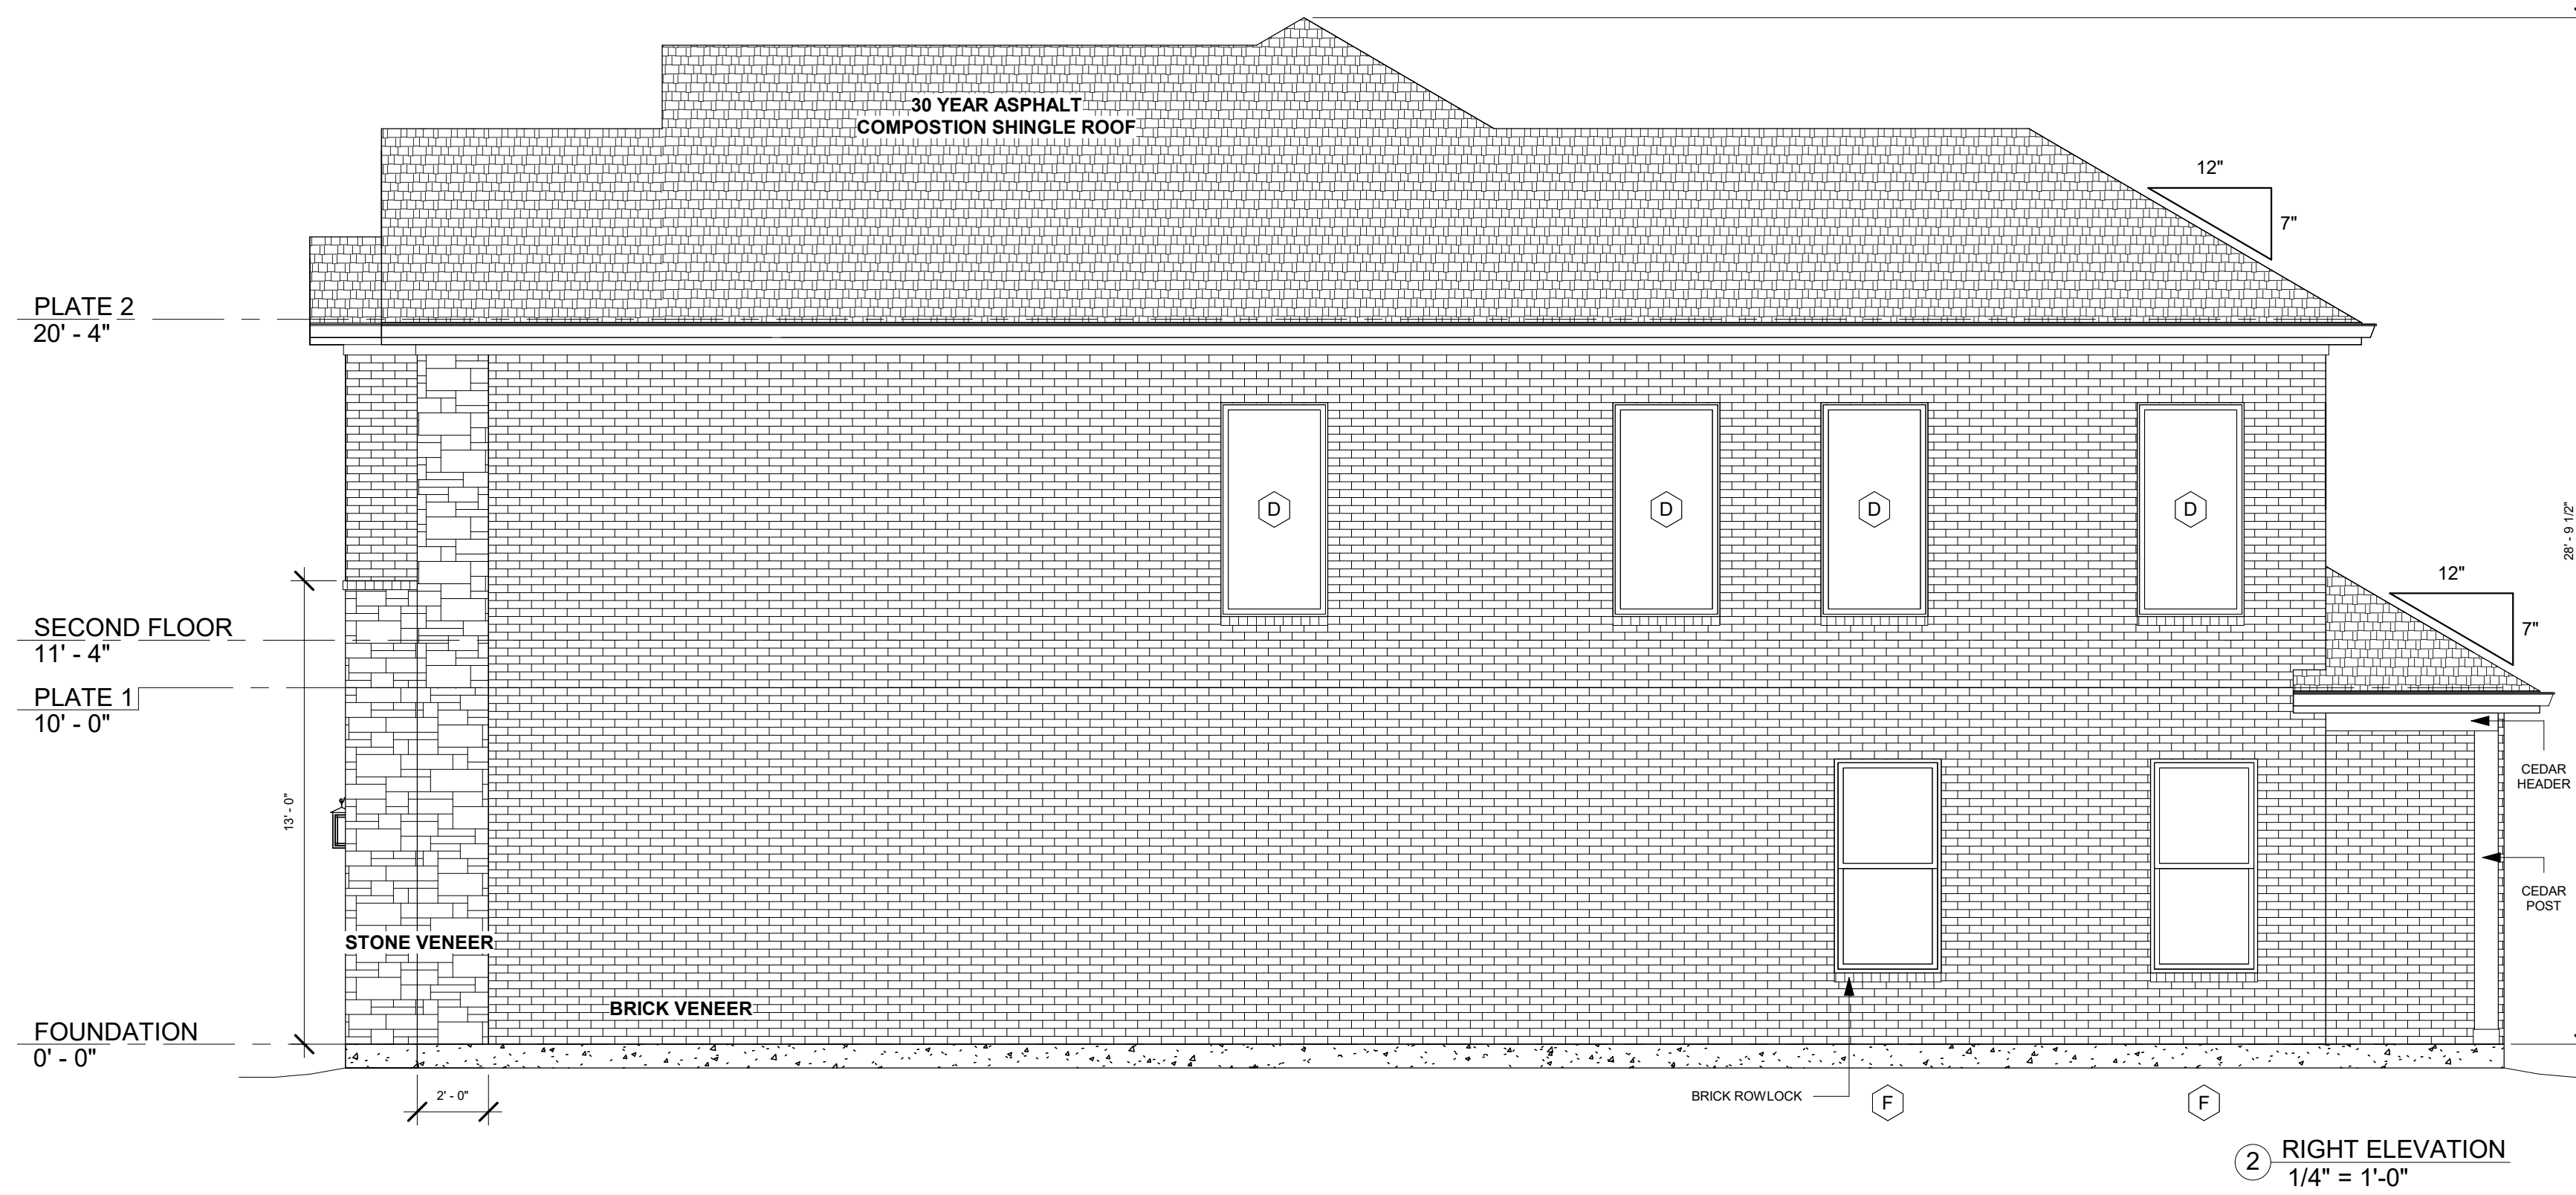 30 YEAR ASPHALT
COMPOSTION SHINGLE ROOF
12"
7"
PLATE 2
20' - 4"
D
D
D
D
28' - 9 1/2"
12"
7"
SECOND FLOOR
11' - 4"
PLATE 1
10' - 0"
CEDAR
HEADER
13' - 0"
CEDAR
POST
STONE VENEER
BRICK VENEER
FOUNDATION
0' - 0"
2' - 0"
BRICK ROWLOCK
F
F
2
RIGHT ELEVATION
1/4" = 1'-0"